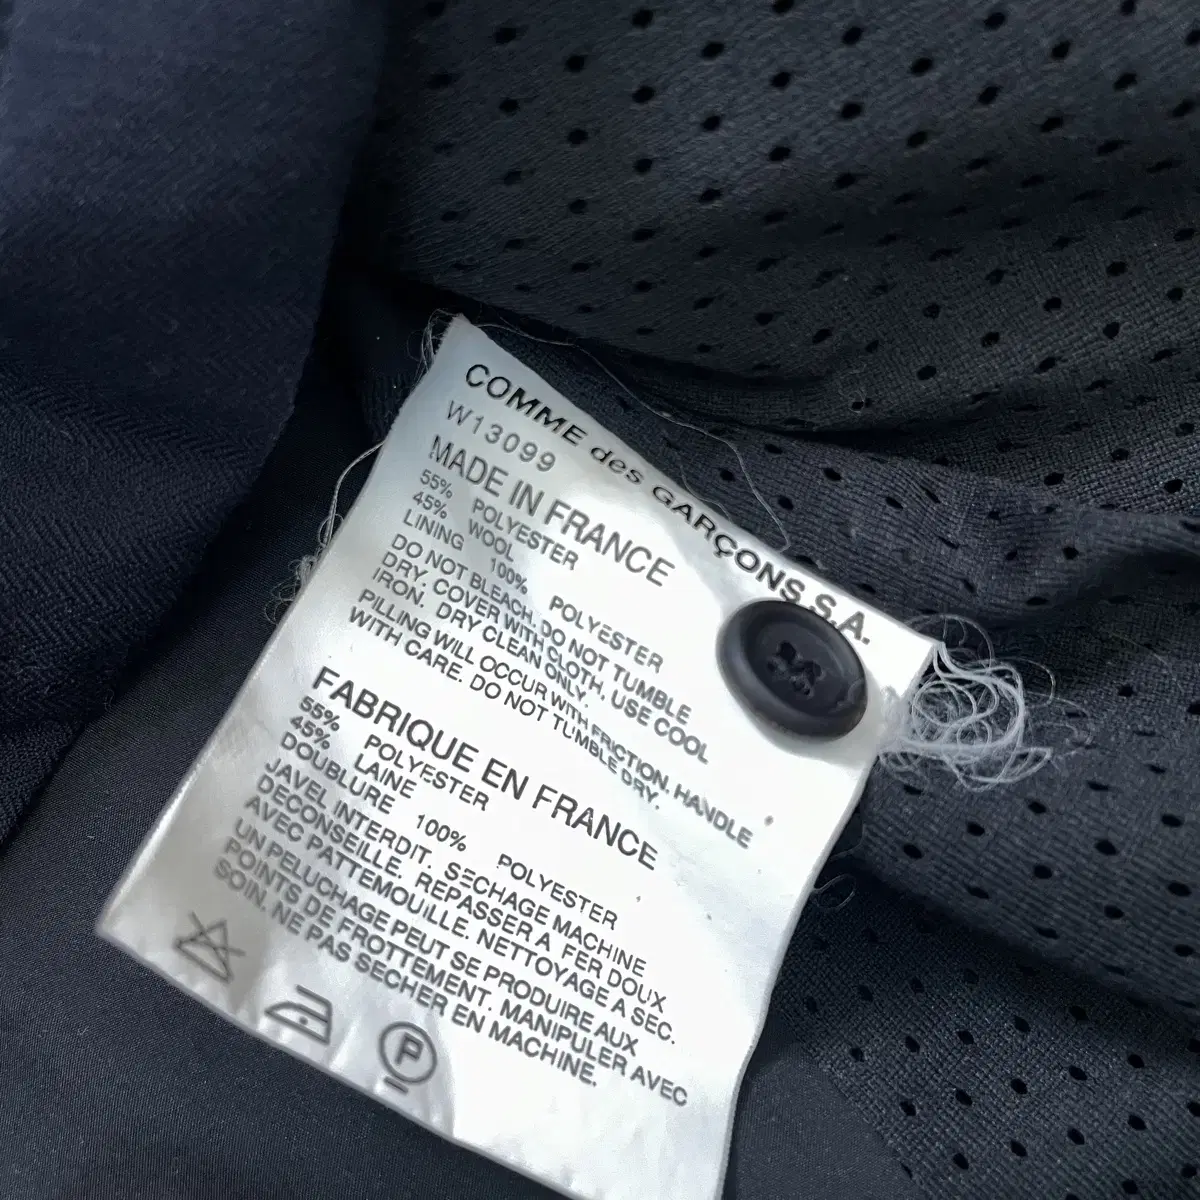 COMME des GARÇONS S.A.
W13099
MADE IN FRANCE
55% POLYESTER
45% WOOL
LINING 100% POLYESTER
DO NOT BLEACH. DO NOT TUMBLE
DRY. COVER WITH CLOTH. USE COOL
IRON. DRY CLEAN ONLY.
PILLING WILL OCCUR WITH FRICTION. HANDLE
WITH CARE. DO NOT TUMBLE DRY.
FABRIQUE EN FRANCE
55% POLYESTER
45% LAINE
DOUBLURE 100% POLYESTER
JAVEL INTERDIT. SECHAGE MACHINE
DECONSEILLE. REPASSER A FER DOUX
AVEC PATTEMOUILLE. NETTOYAGE A SEC.
UN PELUCHAGE PEUT SE PRODUIRE AUX
POINTS DE FROTTEMENT. MANIPULER AVEC
SOIN. NE PAS SECHER EN MACHINE.
P